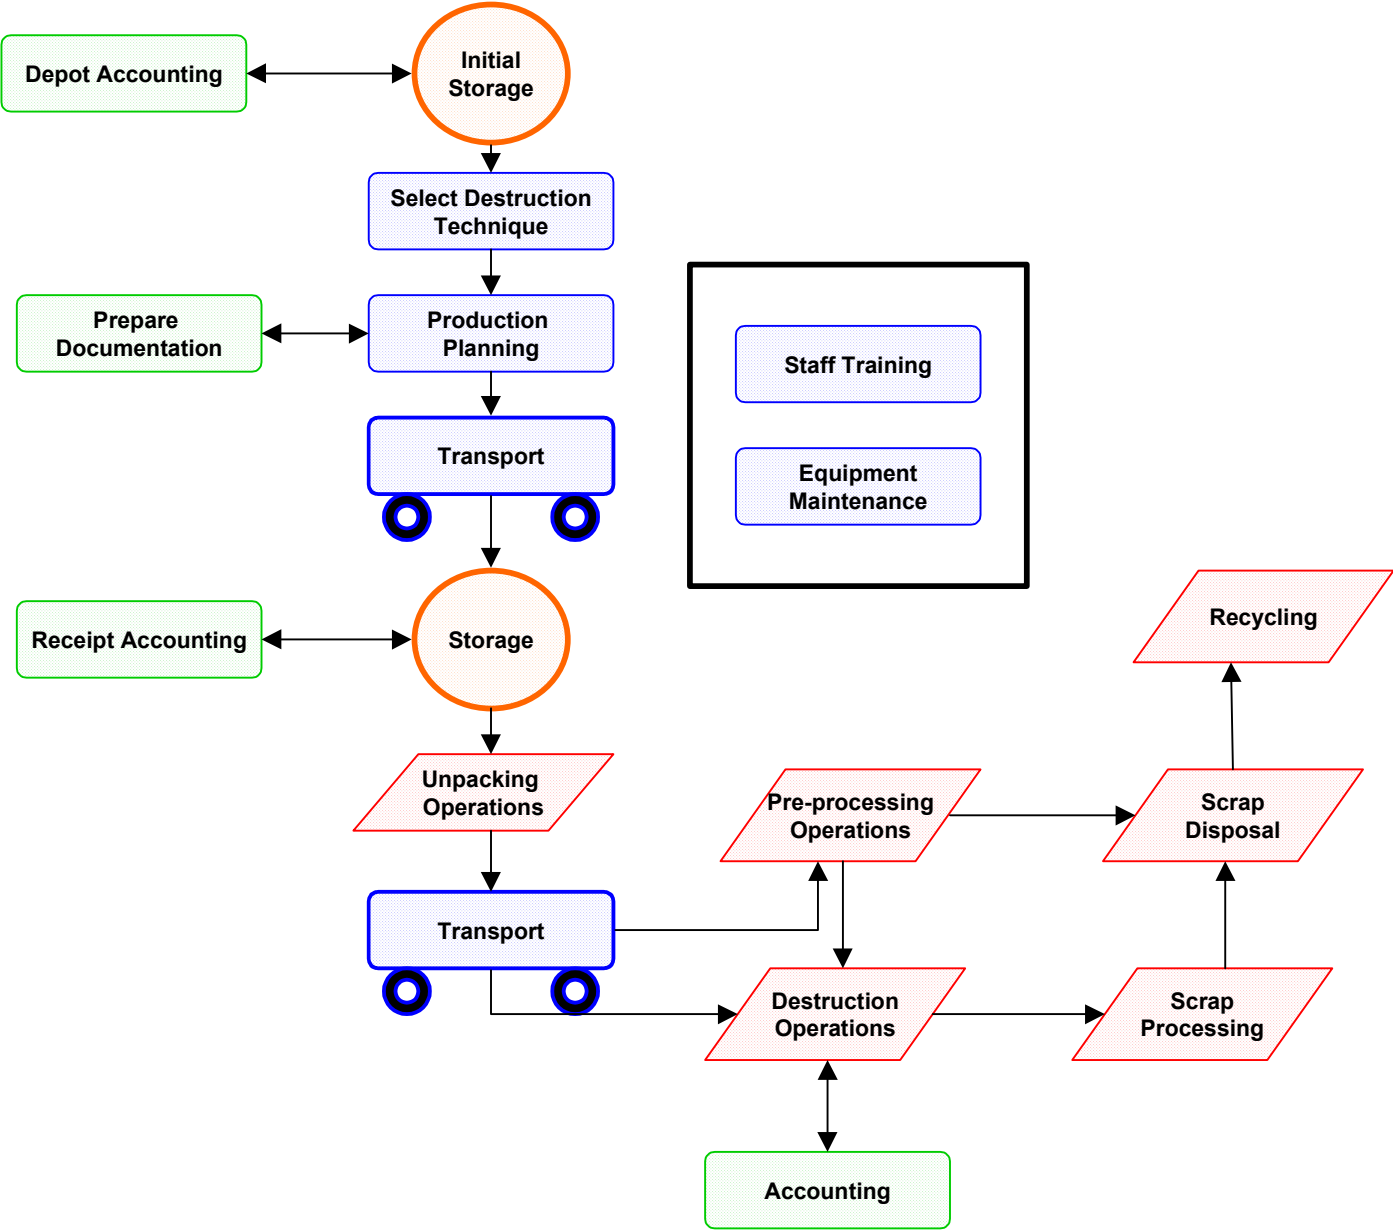 Depot Accounting
Initial
Storage
Select Destruction
Technique
Prepare
Documentation
Production
Planning
Staff Training
Transport
Equipment
Maintenance
Receipt Accounting
Storage
Recycling
Unpacking
Operations
Pre-processing
Operations
Scrap
Disposal
Transport
Destruction
Operations
Scrap
Processing
Accounting